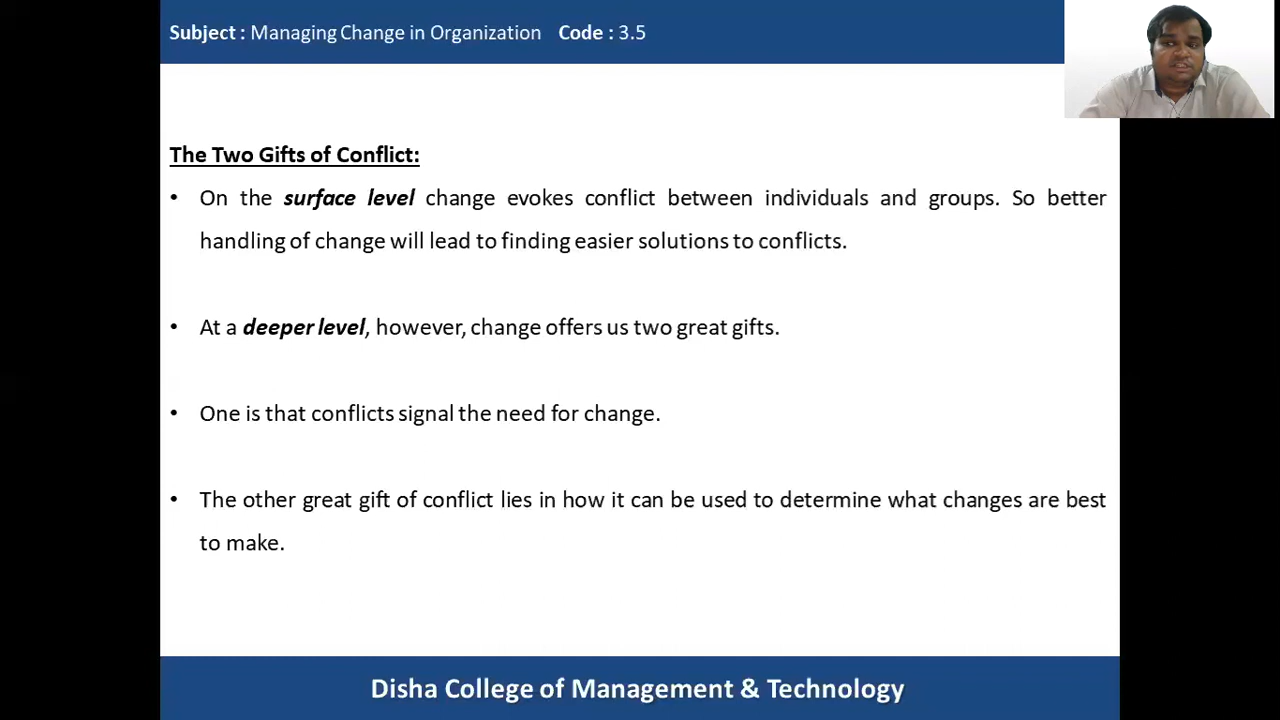 Subject : Managing Change in Organization Code : 3.5
The Two Gifts of Conflict:
• On the surface level change evokes conflict between individuals and groups. So better
handling of change will lead to finding easier solutions to conflicts.
• At a deeper level, however, change offers us two great gifts.
• One is that conflicts signal the need for change.
• The other great gift of conflict lies in how it can be used to determine what changes are best
to make.
Disha College of Management & Technology